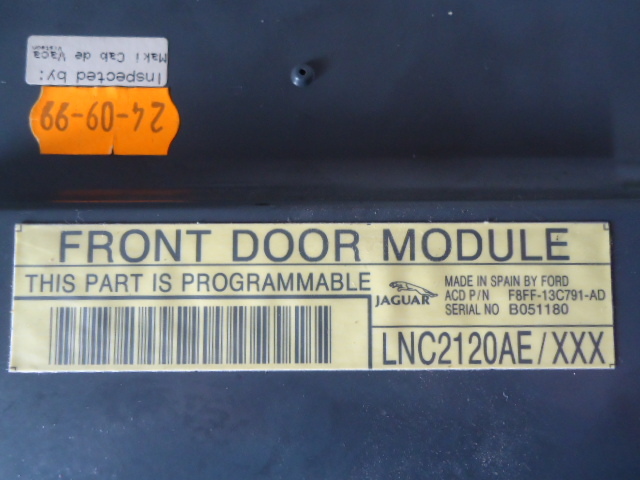 Inspected by:
Maki Cab de Vaca
Visteon
24-09-99
FRONT DOOR MODULE
THIS PART IS PROGRAMMABLE
JAGUAR
MADE IN SPAIN BY FORD
ACD P/N F8FF-13C791-AD
SERIAL NO B051180
LNC2120AE/XXX